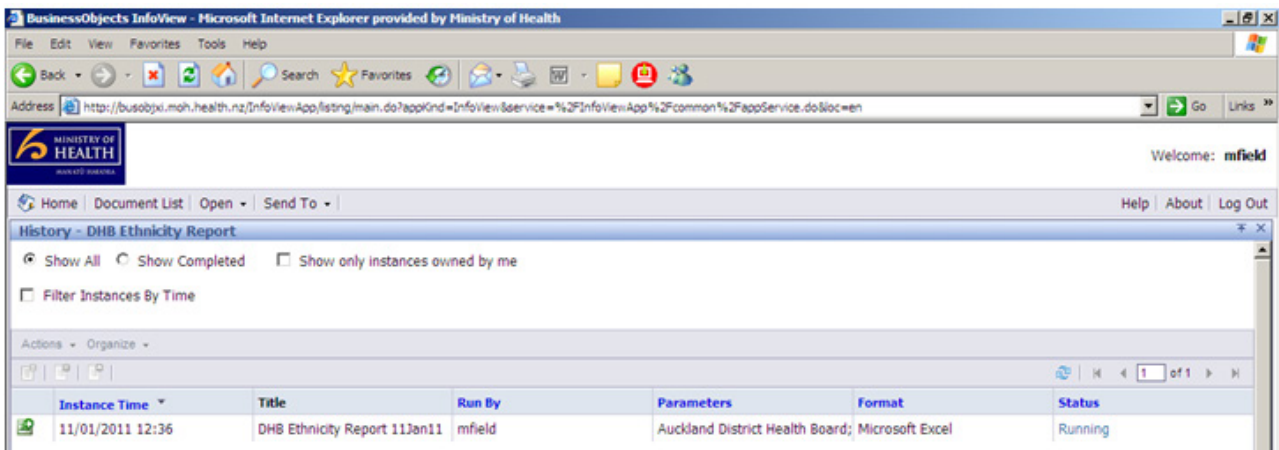 BusinessObjects InfoView - Microsoft Internet Explorer provided by Ministry of Health
File Edit View Favorites Tools Help
Back Search Favorites
Address http://busobjxi.moh.health.nz/InfoViewApp/listing/main.do?appKind=InfoView&service=%2FInfoViewApp%2Fcommon%2FappService.do&loc=en Go Links »
MINISTRY OF
HEALTH
MANATŪ HAUORA
Welcome: mfield
Home Document List Open Send To Help About Log Out
History - DHB Ethnicity Report
Show All Show Completed Show only instances owned by me
Filter Instances By Time
Actions Organize
1 of 1
Instance Time Title Run By Parameters Format Status
11/01/2011 12:36 DHB Ethnicity Report 11Jan11 mfield Auckland District Health Board; Microsoft Excel Running